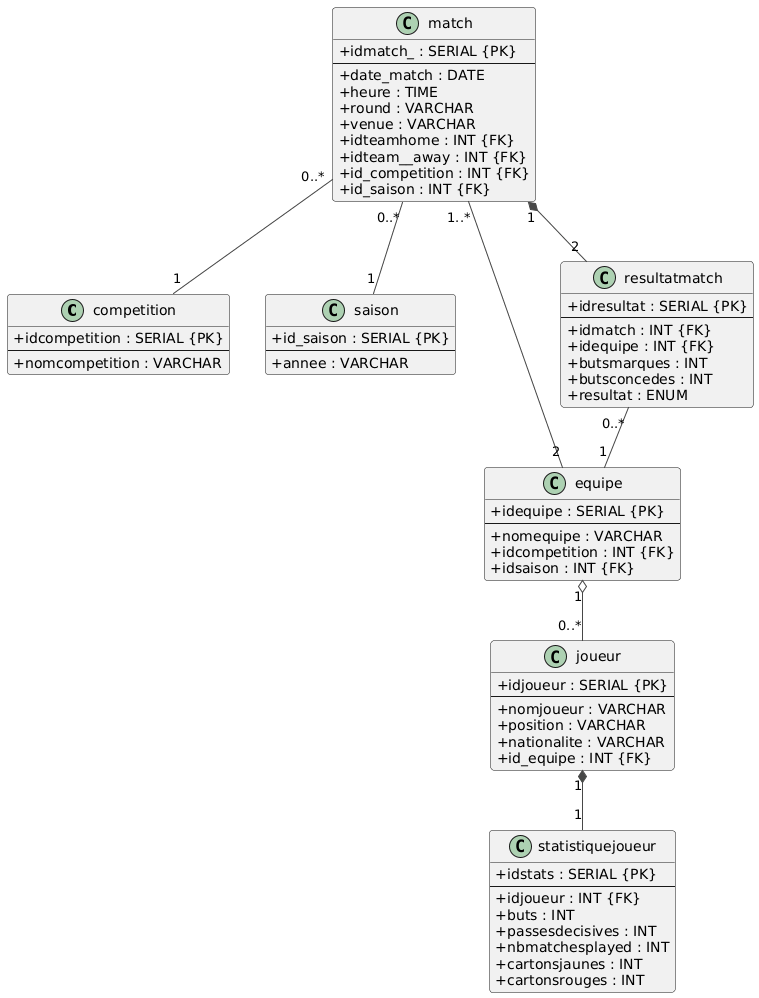 C match
+idmatch_ : SERIAL {PK}
+date_match : DATE
+heure : TIME
+round : VARCHAR
+venue : VARCHAR
+idteamhome : INT {FK}
+idteam__away : INT {FK}
+id_competition : INT {FK}
+id_saison : INT {FK}
0..*
0..*
1..*
1
1
1
2
2
C competition
+idcompetition : SERIAL {PK}
+nomcompetition : VARCHAR
C saison
+id_saison : SERIAL {PK}
+annee : VARCHAR
C resultatmatch
+idresultat : SERIAL {PK}
+idmatch : INT {FK}
+idequipe : INT {FK}
+butsmarques : INT
+butsconcedes : INT
+resultat : ENUM
0..*
1
C equipe
+idequipe : SERIAL {PK}
+nomequipe : VARCHAR
+idcompetition : INT {FK}
+idsaison : INT {FK}
1
0..*
C joueur
+idjoueur : SERIAL {PK}
+nomjoueur : VARCHAR
+position : VARCHAR
+nationalite : VARCHAR
+id_equipe : INT {FK}
1
1
C statistiquejoueur
+idstats : SERIAL {PK}
+idjoueur : INT {FK}
+buts : INT
+passesdecisives : INT
+nbmatchesplayed : INT
+cartonsjaunes : INT
+cartonsrouges : INT